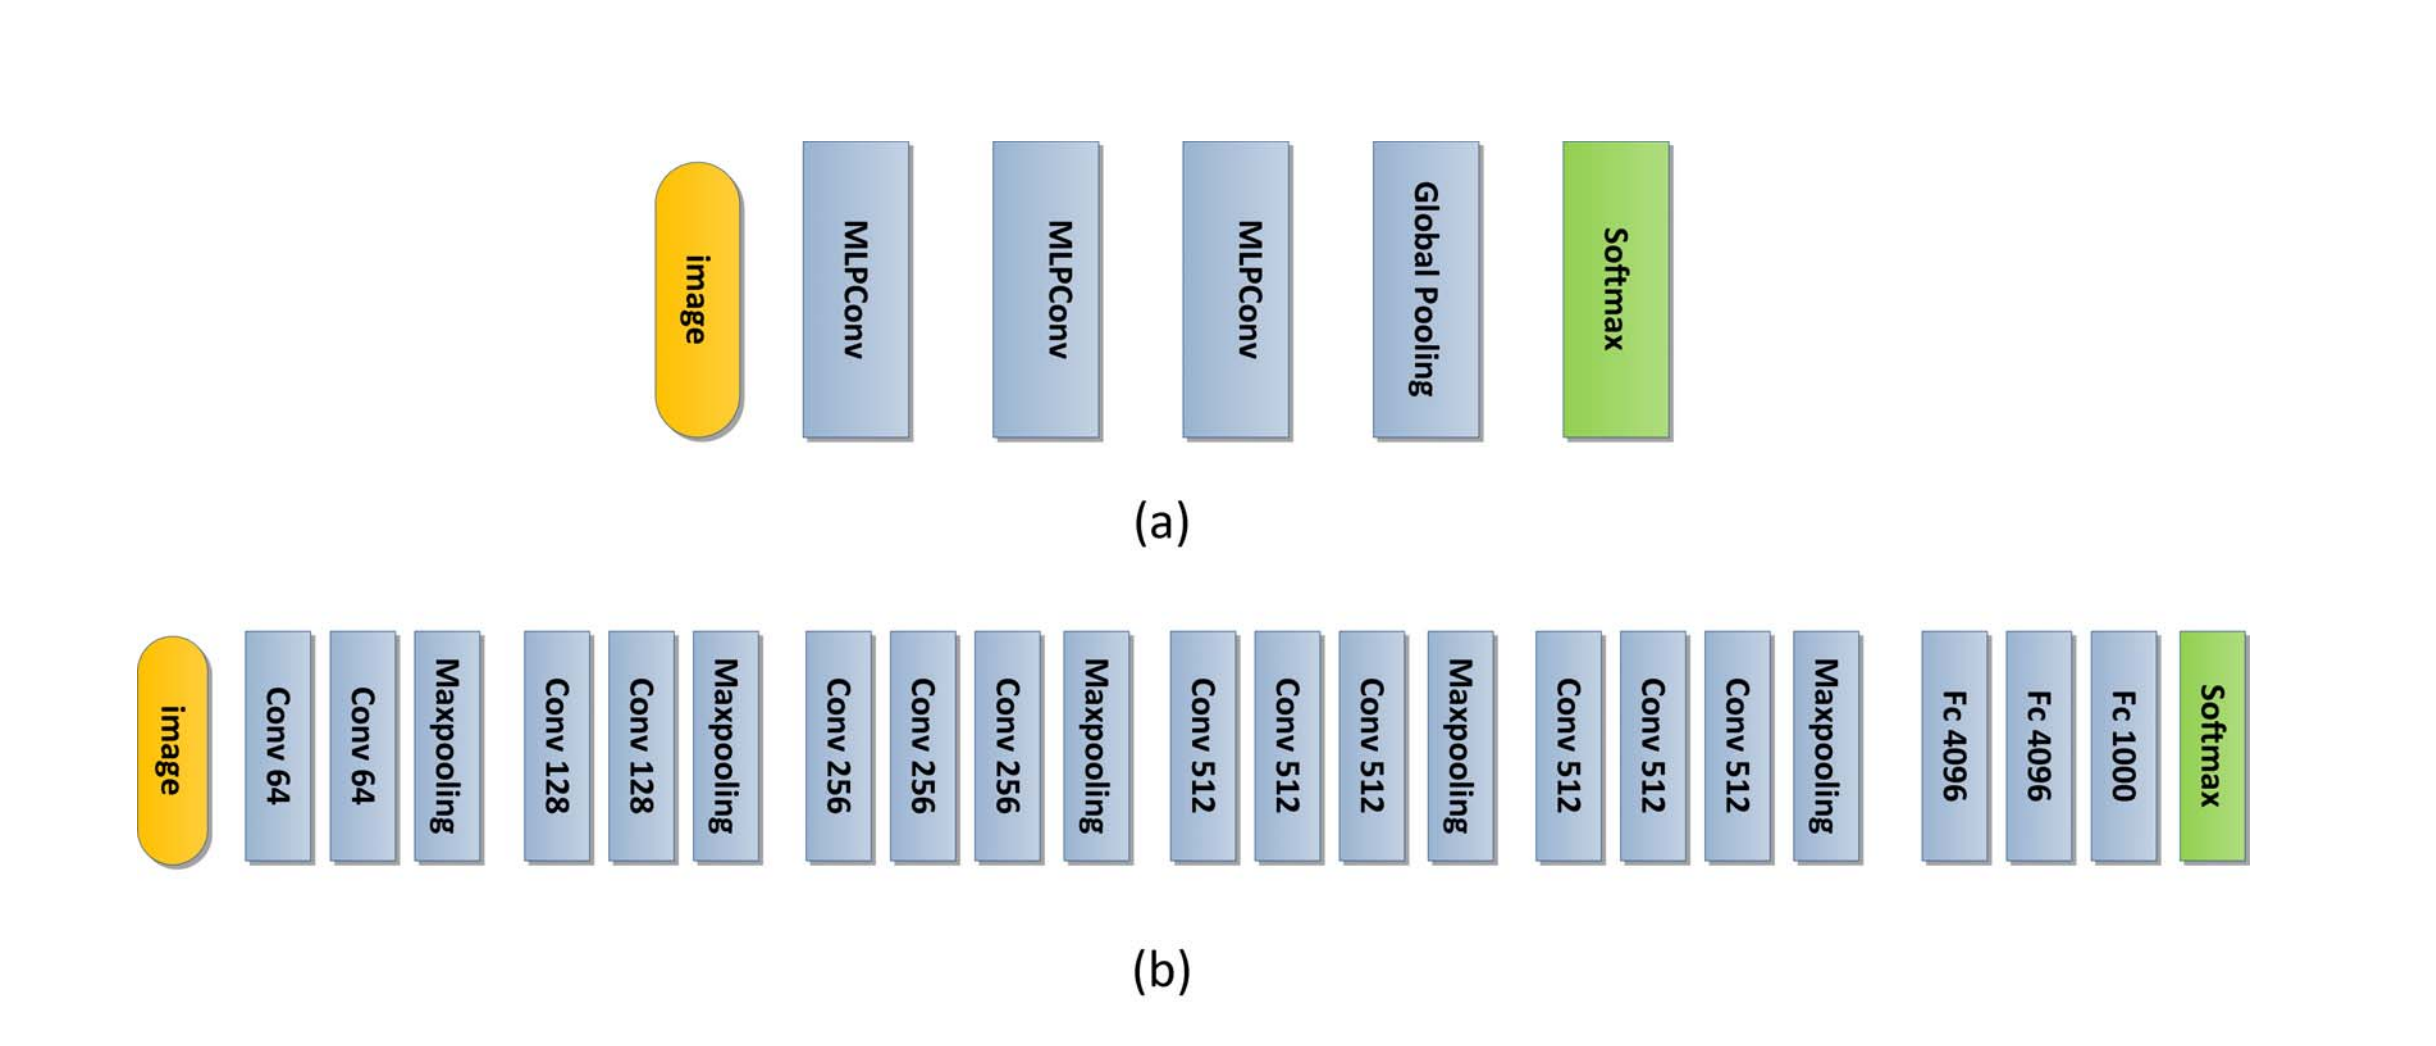 image
MLPConv
MLPConv
MLPConv
Global Pooling
Softmax
(a)
image
Conv 64
Conv 64
Maxpooling
Conv 128
Conv 128
Maxpooling
Conv 256
Conv 256
Conv 256
Maxpooling
Conv 512
Conv 512
Conv 512
Maxpooling
Conv 512
Conv 512
Conv 512
Maxpooling
Fc 4096
Fc 4096
Fc 1000
Softmax
(b)